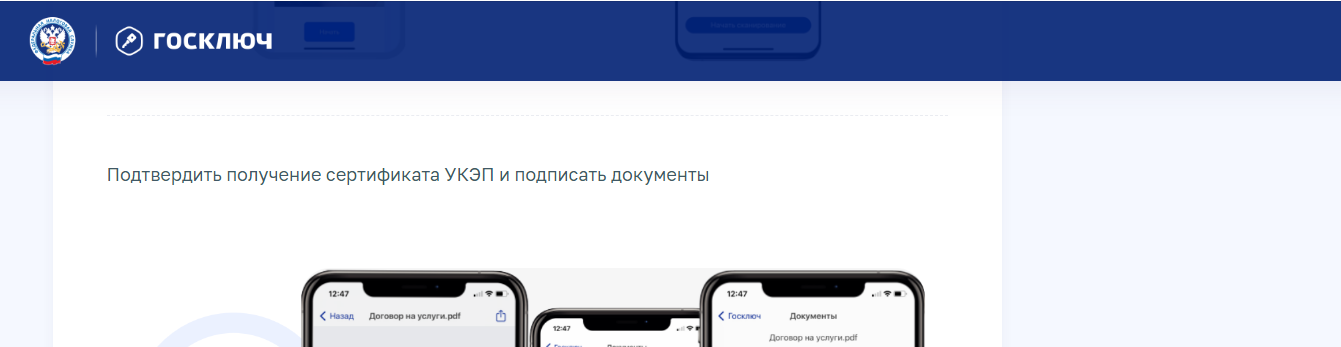 ГОСКЛЮЧ
Подтвердить получение сертификата УКЭП и подписать документы
12:47
Назад Договор на услуги.pdf
12:47
12:47
Госключ Документы
Договор на услуги.pdf